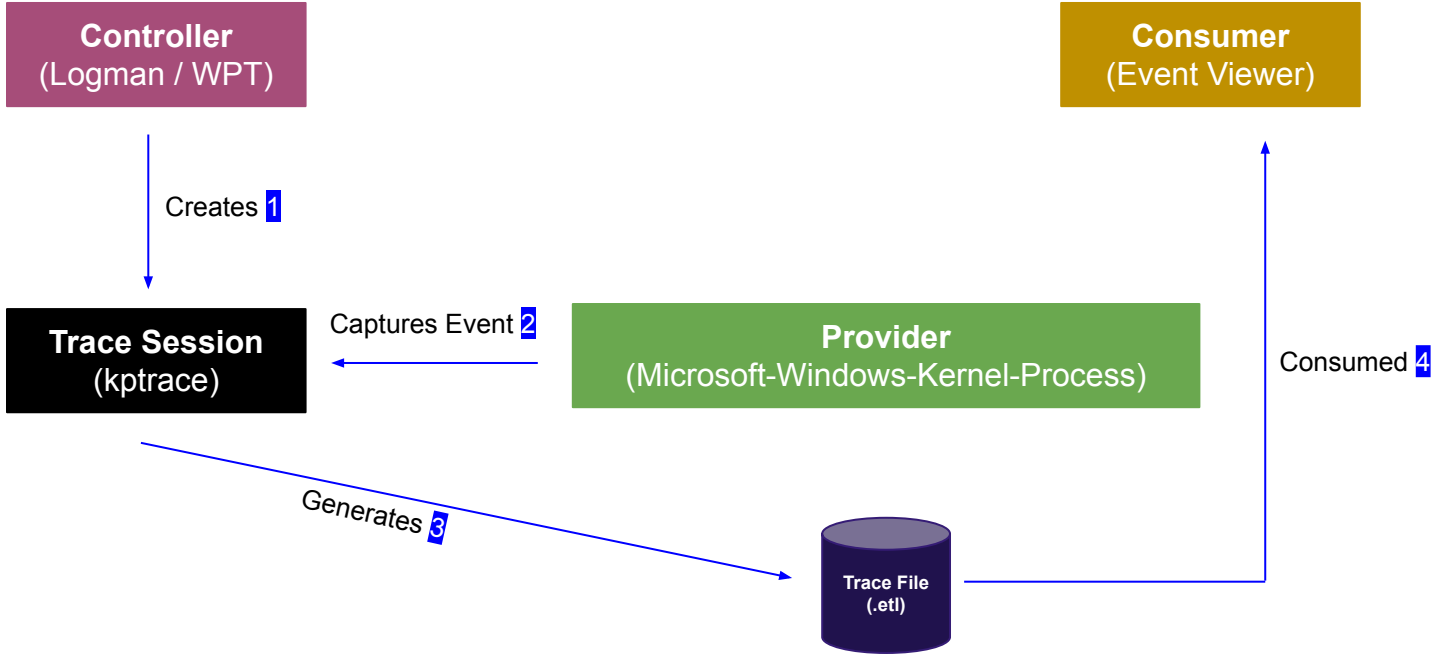 Controller
(Logman / WPT)
Consumer
(Event Viewer)
Creates 1
Trace Session
(kptrace)
Captures Event 2
Provider
(Microsoft-Windows-Kernel-Process)
Consumed 4
Generates 3
Trace File
(.etl)